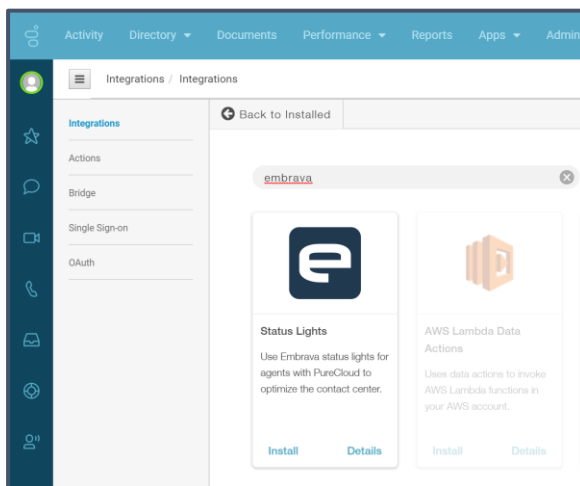 Activity Directory Documents Performance Reports Apps Admin
Integrations / Integrations
Integrations
Actions
Bridge
Single Sign-on
OAuth
Back to Installed
embrava
e
Status Lights
Use Embrava status lights for
agents with PureCloud to
optimize the contact center.
Install Details
AWS Lambda Data
Actions
Uses data actions to invoke
AWS Lambda functions in
your AWS account.
Install Details